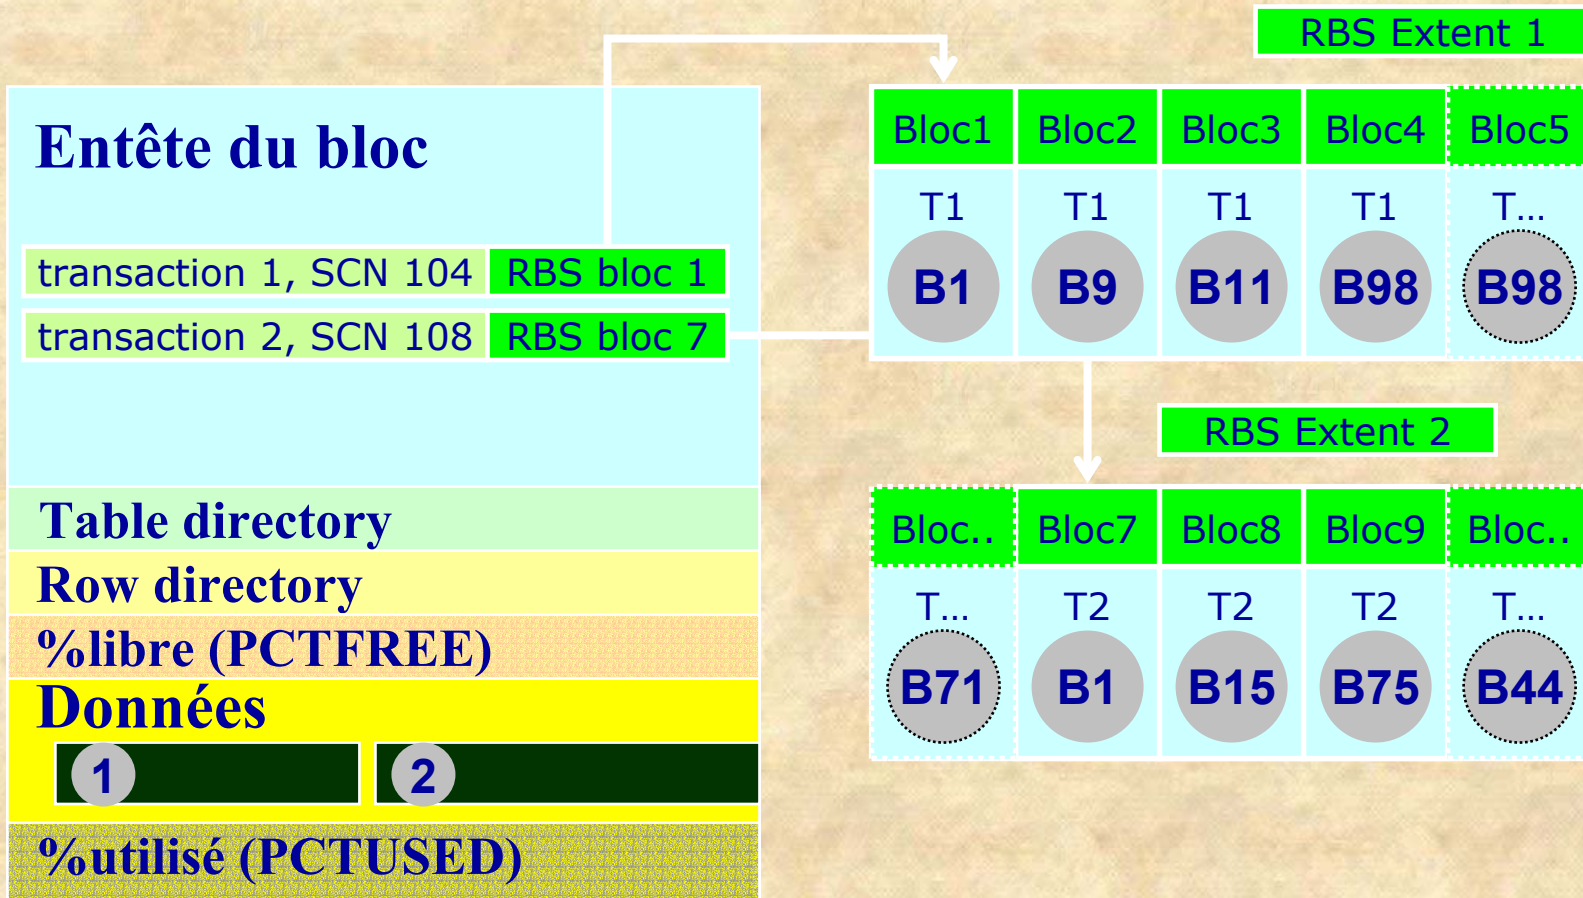 Entête du bloc
transaction 1, SCN 104 RBS bloc 1
transaction 2, SCN 108 RBS bloc 7
Table directory
Row directory
%libre (PCTFREE)
Données
1 2
%utilisé (PCTUSED)
RBS Extent 1
Bloc1 Bloc2 Bloc3 Bloc4 Bloc5
T1 T1 T1 T1 T...
B1 B9 B11 B98 B98
RBS Extent 2
Bloc.. Bloc7 Bloc8 Bloc9 Bloc..
T... T2 T2 T2 T...
B71 B1 B15 B75 B44